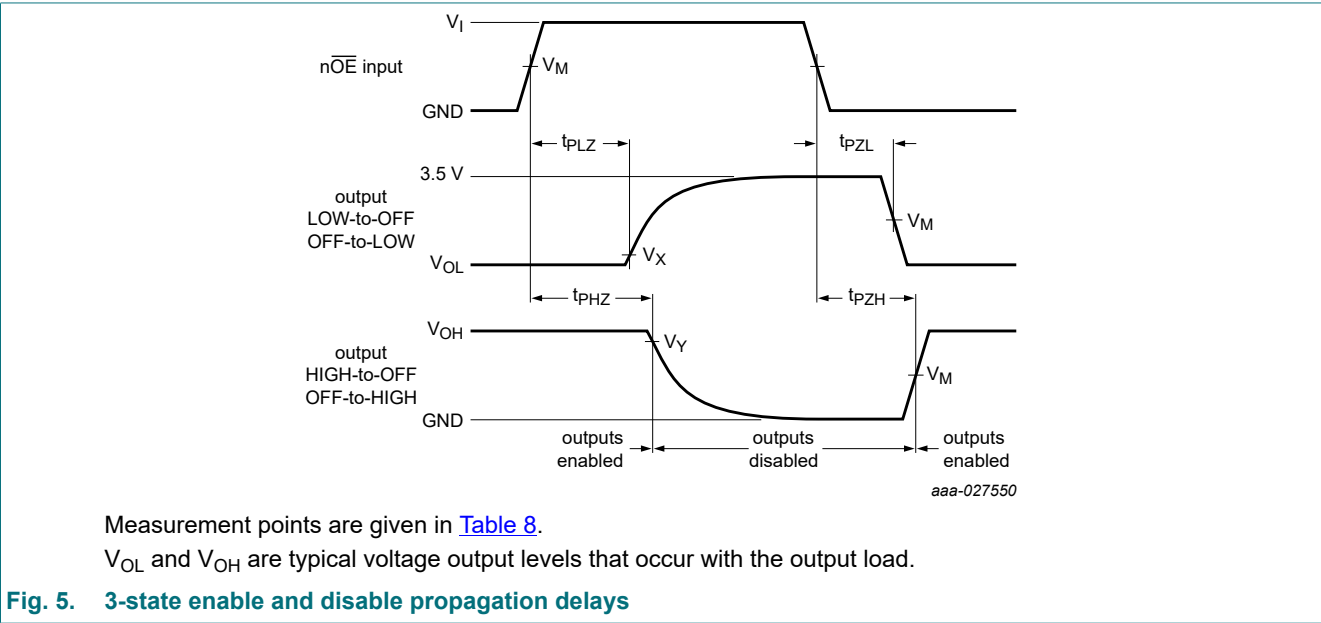 V_I
nO̅E̅ input
V_M
GND
t_PLZ
t_PZL
3.5 V
output
LOW-to-OFF
OFF-to-LOW
V_M
V_X
V_OL
t_PHZ
t_PZH
V_OH
V_Y
output
HIGH-to-OFF
OFF-to-HIGH
V_M
GND
outputs
enabled
outputs
disabled
outputs
enabled
aaa-027550
Measurement points are given in Table 8.
V_OL and V_OH are typical voltage output levels that occur with the output load.
Fig. 5. 3-state enable and disable propagation delays